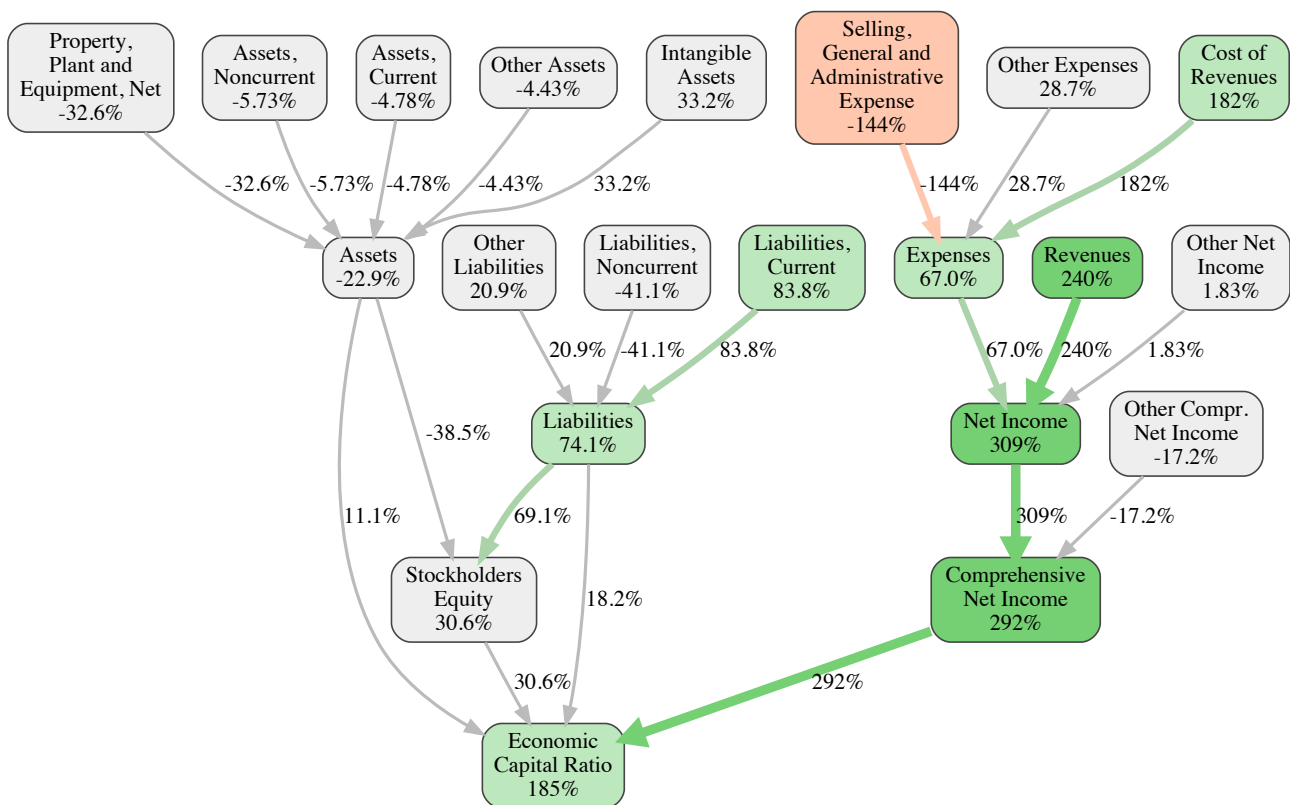 Property,
Plant and
Equipment, Net
-32.6%
Assets,
Noncurrent
-5.73%
Assets,
Current
-4.78%
Other Assets
-4.43%
Intangible
Assets
33.2%
Selling,
General and
Administrative
Expense
-144%
Other Expenses
28.7%
Cost of
Revenues
182%
-32.6%
-5.73%
-4.78%
-4.43%
33.2%
-144%
28.7%
182%
Assets
-22.9%
Other
Liabilities
20.9%
Liabilities,
Noncurrent
-41.1%
Liabilities,
Current
83.8%
Expenses
67.0%
Revenues
240%
Other Net
Income
1.83%
20.9%
-41.1%
83.8%
67.0%
240%
1.83%
-38.5%
Liabilities
74.1%
Net Income
309%
Other Compr.
Net Income
-17.2%
11.1%
69.1%
309%
-17.2%
Stockholders
Equity
30.6%
18.2%
Comprehensive
Net Income
292%
30.6%
292%
Economic
Capital Ratio
185%